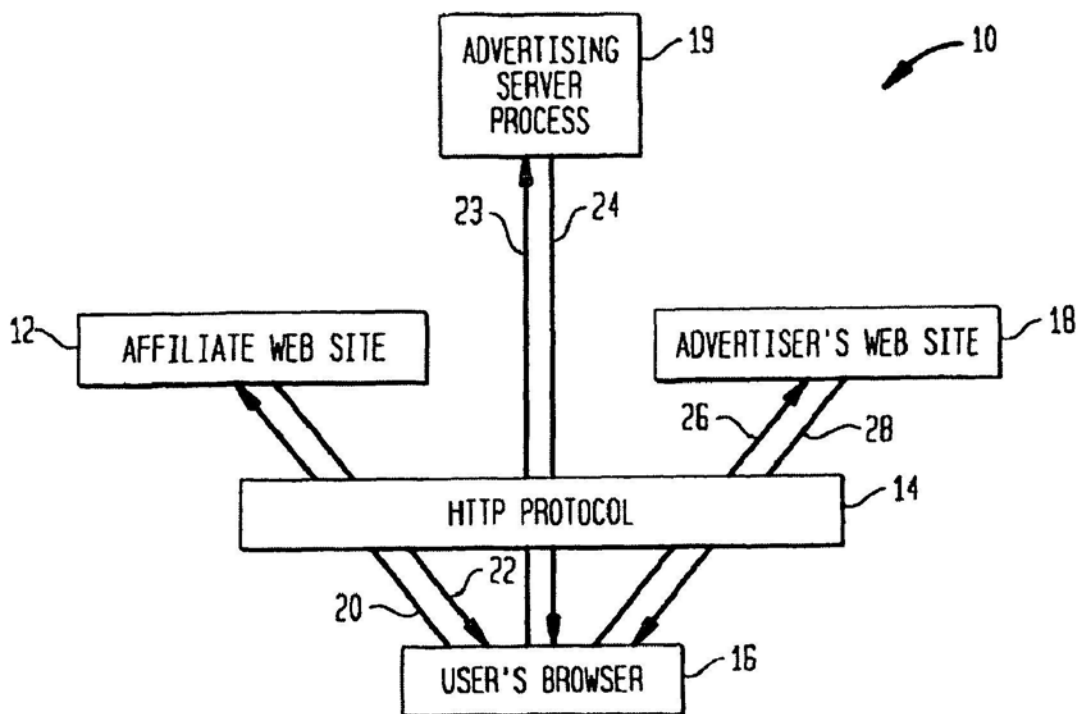 ADVERTISING
SERVER
PROCESS
19
10
23
24
12
AFFILIATE WEB SITE
ADVERTISER'S WEB SITE
18
26
28
HTTP PROTOCOL
14
20
22
USER'S BROWSER
16